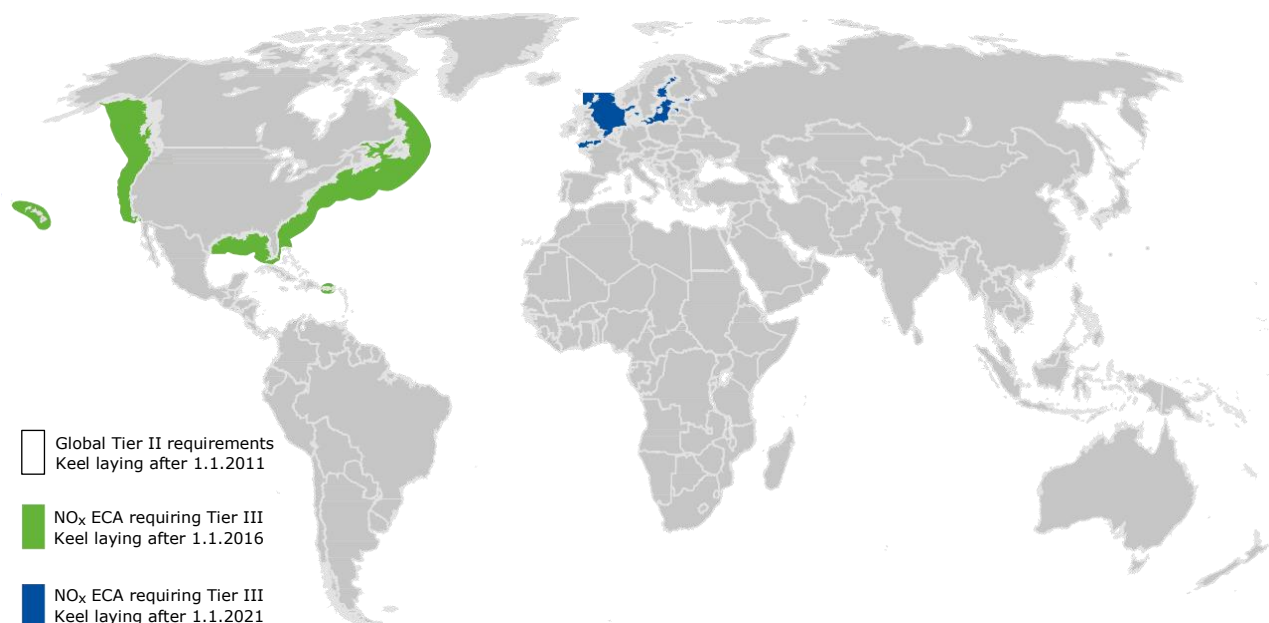 Global Tier II requirements
Keel laying after 1.1.2011
NOₓ ECA requiring Tier III
Keel laying after 1.1.2016
NOₓ ECA requiring Tier III
Keel laying after 1.1.2021